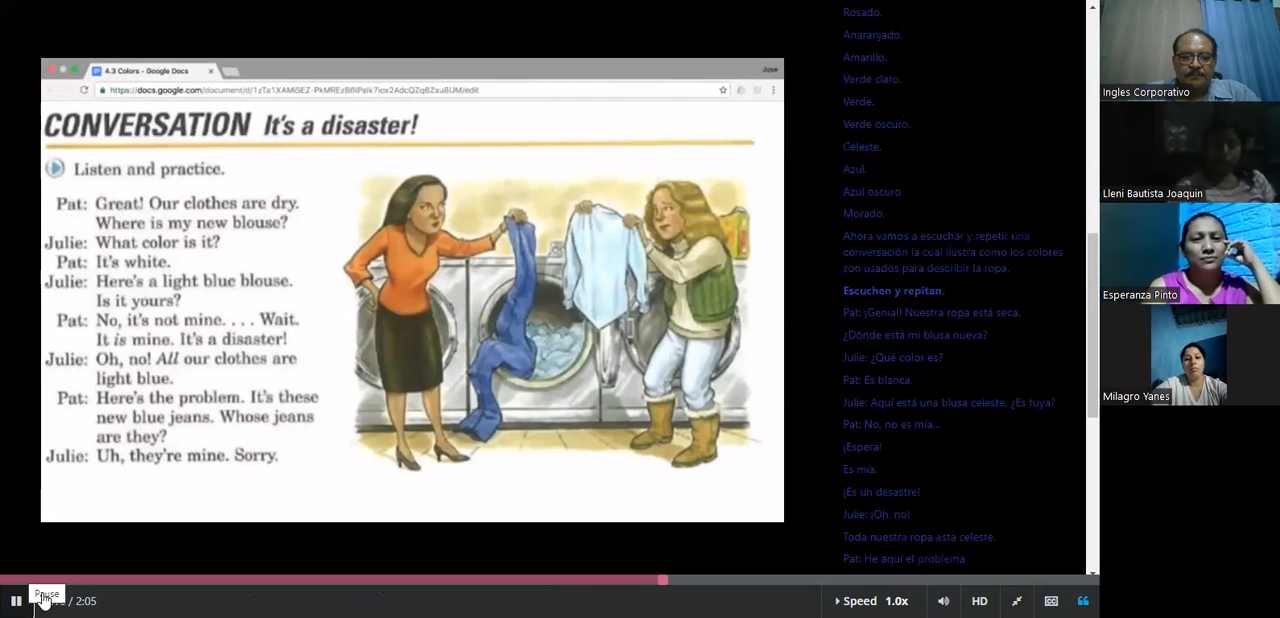 4.3 Colors - Google Docs
Jose
CONVERSATION It's a disaster!
Listen and practice.
Pat: Great! Our clothes are dry.
Where is my new blouse?
Julie: What color is it?
Pat: It's white.
Julie: Here's a light blue blouse.
Is it yours?
Pat: No, it's not mine. . . . Wait.
It is mine. It's a disaster!
Julie: Oh, no! All our clothes are
light blue.
Pat: Here's the problem. It's these
new blue jeans. Whose jeans
are they?
Julie: Uh, they're mine. Sorry.
Rosado.
Anaranjado.
Amarillo.
Verde claro.
Verde.
Verde oscuro.
Celeste.
Azul.
Azul oscuro
Morado.
Ahora vamos a escuchar y repetir una
conversación la cual ilustra como los colores
son usados para describir la ropa.
Escuchen y repitan.
Pat: ¡Genial! Nuestra ropa está seca.
¿Dónde está mi blusa nueva?
Julie: ¿Qué color es?
Pat: Es blanca.
Julie: Aquí está una blusa celeste. ¿Es tuya?
Pat: No, no es mía...
¡Espera!
Es mía.
¡Es un desastre!
Julie: ¡Oh, no!
Toda nuestra ropa esta celeste.
Pat: He aquí el problema
Ingles Corporativo
Lleni Bautista Joaquin
Esperanza Pinto
Milagro Yanes
Pause
/ 2:05
Speed 1.0x
HD
CC